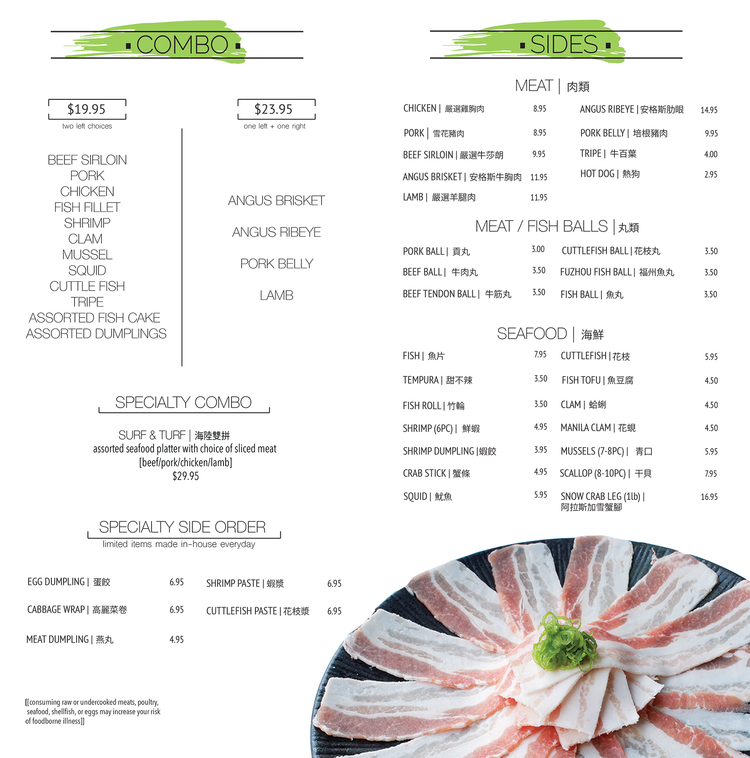 COMBO
$19.95
two left choices
$23.95
one left + one right
BEEF SIRLOIN
PORK
CHICKEN
FISH FILLET
SHRIMP
CLAM
MUSSEL
SQUID
CUTTLE FISH
TRIPE
ASSORTED FISH CAKE
ASSORTED DUMPLINGS
ANGUS BRISKET
ANGUS RIBEYE
PORK BELLY
LAMB
SPECIALTY COMBO
SURF & TURF | 海陸雙拼
assorted seafood platter with choice of sliced meat
[beef/pork/chicken/lamb]
$29.95
SPECIALTY SIDE ORDER
limited items made in-house everyday
EGG DUMPLING | 蛋餃 6.95
SHRIMP PASTE | 蝦漿 6.95
CABBAGE WRAP | 高麗菜卷 6.95
CUTTLEFISH PASTE | 花枝漿 6.95
MEAT DUMPLING | 燕丸 4.95
[[consuming raw or undercooked meats, poultry,
seafood, shellfish, or eggs may increase your risk
of foodborne illness]]
SIDES
MEAT | 肉類
CHICKEN | 嚴選雞胸肉 8.95
ANGUS RIBEYE | 安格斯肋眼 14.95
PORK | 雪花豬肉 8.95
PORK BELLY | 培根豬肉 9.95
BEEF SIRLOIN | 嚴選牛莎朗 9.95
TRIPE | 牛百葉 4.00
ANGUS BRISKET | 安格斯牛胸肉 11.95
HOT DOG | 熱狗 2.95
LAMB | 嚴選羊腿肉 11.95
MEAT / FISH BALLS | 丸類
PORK BALL | 貢丸 3.00
CUTTLEFISH BALL | 花枝丸 3.50
BEEF BALL | 牛肉丸 3.50
FUZHOU FISH BALL | 福州魚丸 3.50
BEEF TENDON BALL | 牛筋丸 3.50
FISH BALL | 魚丸 3.50
SEAFOOD | 海鮮
FISH | 魚片 7.95
CUTTLEFISH | 花枝 5.95
TEMPURA | 甜不辣 3.50
FISH TOFU | 魚豆腐 4.50
FISH ROLL | 竹輪 3.50
CLAM | 蛤蜊 4.50
SHRIMP (6PC) | 鮮蝦 4.95
MANILA CLAM | 花蜆 4.50
SHRIMP DUMPLING | 蝦餃 3.95
MUSSELS (7-8PC) | 青口 5.95
CRAB STICK | 蟹條 4.95
SCALLOP (8-10PC) | 干貝 7.95
SQUID | 魷魚 5.95
SNOW CRAB LEG (1lb) | 16.95
阿拉斯加雪蟹腳